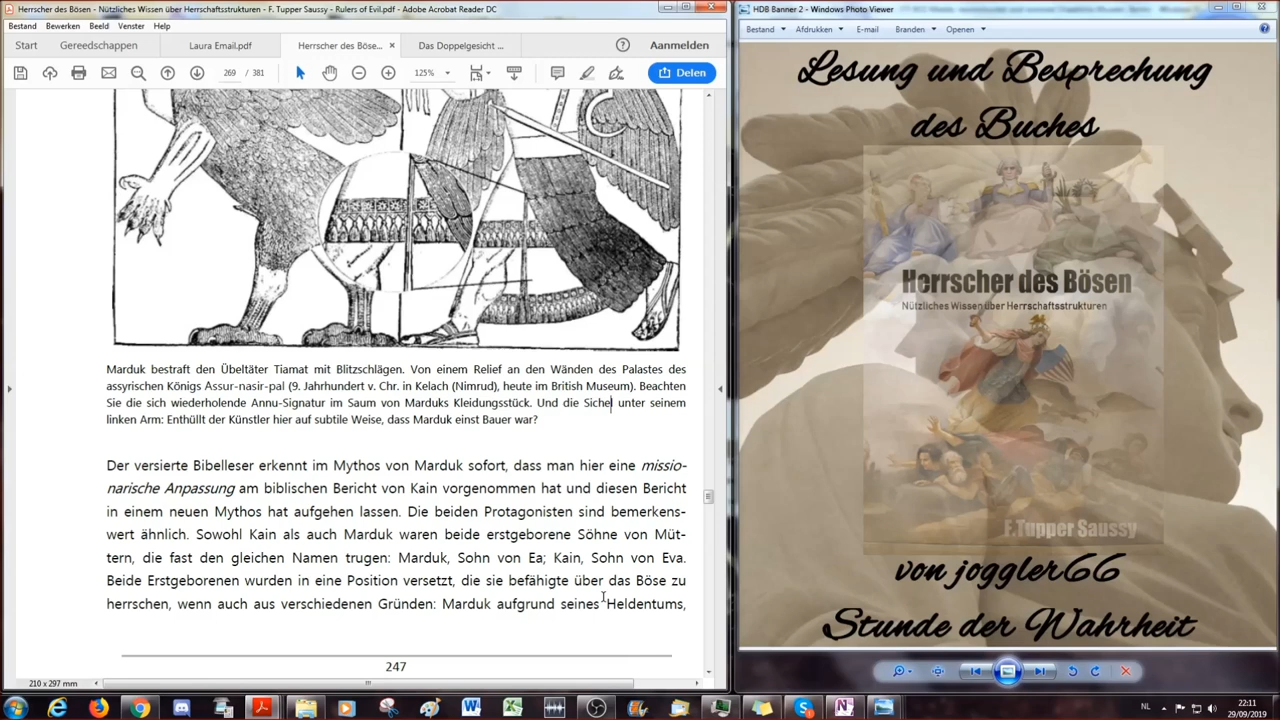 Herrscher des Bösen - Nützliches Wissen über Herrschaftsstrukturen - F. Tupper Saussy - Rulers of Evil.pdf - Adobe Acrobat Reader DC
Bestand Bewerken Beeld Venster Help
Start Gereedschappen Laura Email.pdf Herrscher des Böse... × Das Doppelgesicht ... Aanmelden
269 / 381 125% Delen
Marduk bestraft den Übeltäter Tiamat mit Blitzschlägen. Von einem Relief an den Wänden des Palastes des
assyrischen Königs Assur-nasir-pal (9. Jahrhundert v. Chr. in Kelach (Nimrud), heute im British Museum). Beachten
Sie die sich wiederholende Annu-Signatur im Saum von Marduks Kleidungsstück. Und die Sichel unter seinem
linken Arm: Enthüllt der Künstler hier auf subtile Weise, dass Marduk einst Bauer war?
Der versierte Bibelleser erkennt im Mythos von Marduk sofort, dass man hier eine missio-
narische Anpassung am biblischen Bericht von Kain vorgenommen hat und diesen Bericht
in einem neuen Mythos hat aufgehen lassen. Die beiden Protagonisten sind bemerkens-
wert ähnlich. Sowohl Kain als auch Marduk waren beide erstgeborene Söhne von Müt-
tern, die fast den gleichen Namen trugen: Marduk, Sohn von Ea; Kain, Sohn von Eva.
Beide Erstgeborenen wurden in eine Position versetzt, die sie befähigte über das Böse zu
herrschen, wenn auch aus verschiedenen Gründen: Marduk aufgrund seines Heldentums,
247
210 x 297 mm
HDB Banner 2 - Windows Photo Viewer
Bestand Afdrukken E-mail Branden Openen
Lesung und Besprechung
des Buches
Herrscher des Bösen
Nützliches Wissen über Herrschaftsstrukturen
F.Tupper Saussy
von joggler66
Stunde der Wahrheit
NL
22:11
29/09/2019